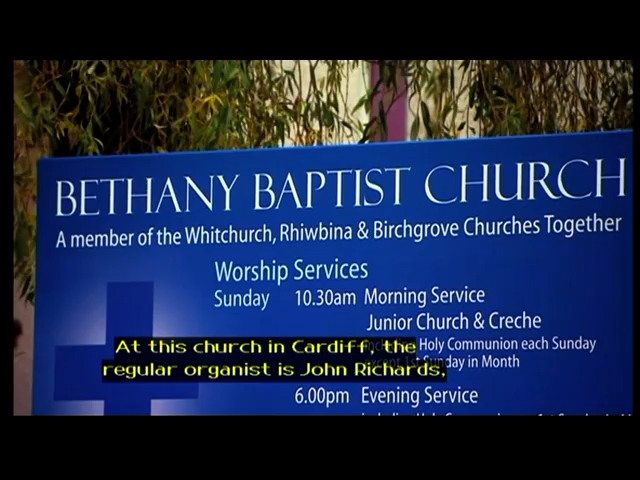 BETHANY BAPTIST CHURCH
A member of the Whitchurch, Rhiwbina & Birchgrove Churches Together
Worship Services
Sunday 10.30am Morning Service
Junior Church & Creche
Holy Communion each Sunday
except 1st Sunday in Month
At this church in Cardiff, the
regular organist is John Richards,
6.00pm Evening Service